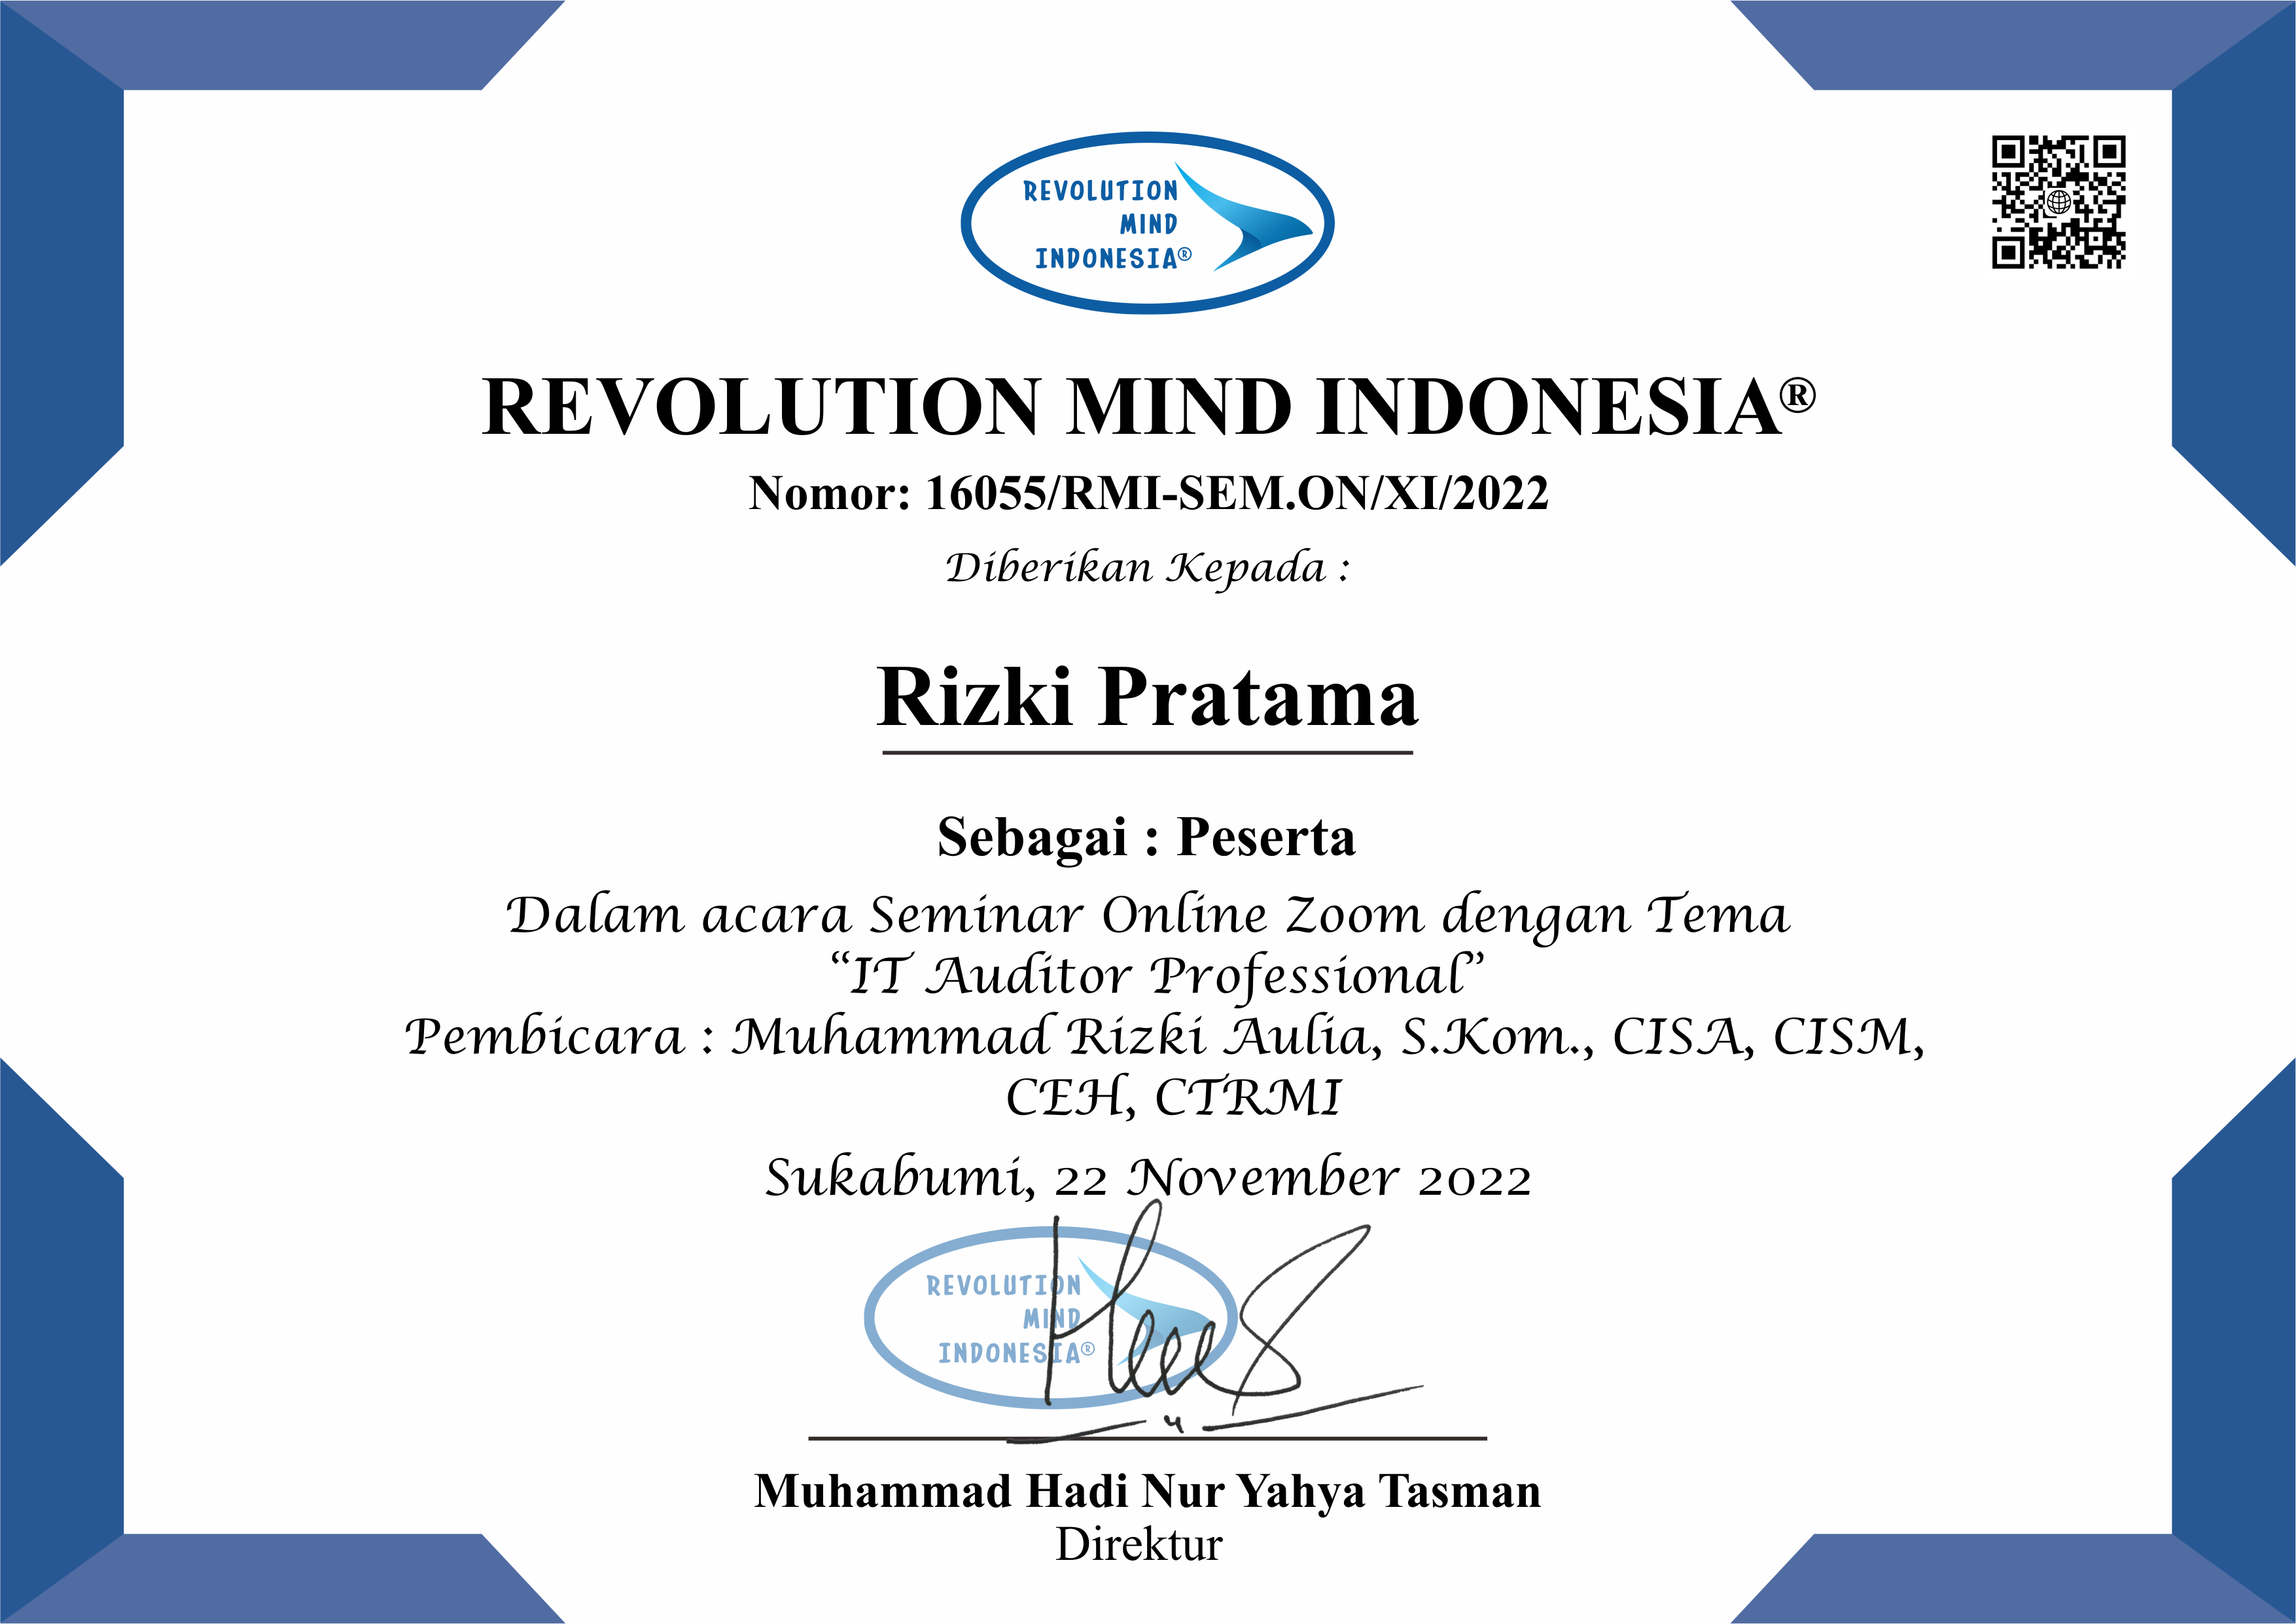 REVOLUTION
MIND
INDONESIA®
REVOLUTION MIND INDONESIA®
Nomor: 16055/RMI-SEM.ON/XI/2022
Diberikan Kepada :
Rizki Pratama
Sebagai : Peserta
Dalam acara Seminar Online Zoom dengan Tema
“IT Auditor Professional”
Pembicara : Muhammad Rizki Aulia, S.Kom., CISA, CISM,
CEH, CTRMI
Sukabumi, 22 November 2022
REVOLUTION
MIND
INDONESIA®
Muhammad Hadi Nur Yahya Tasman
Direktur